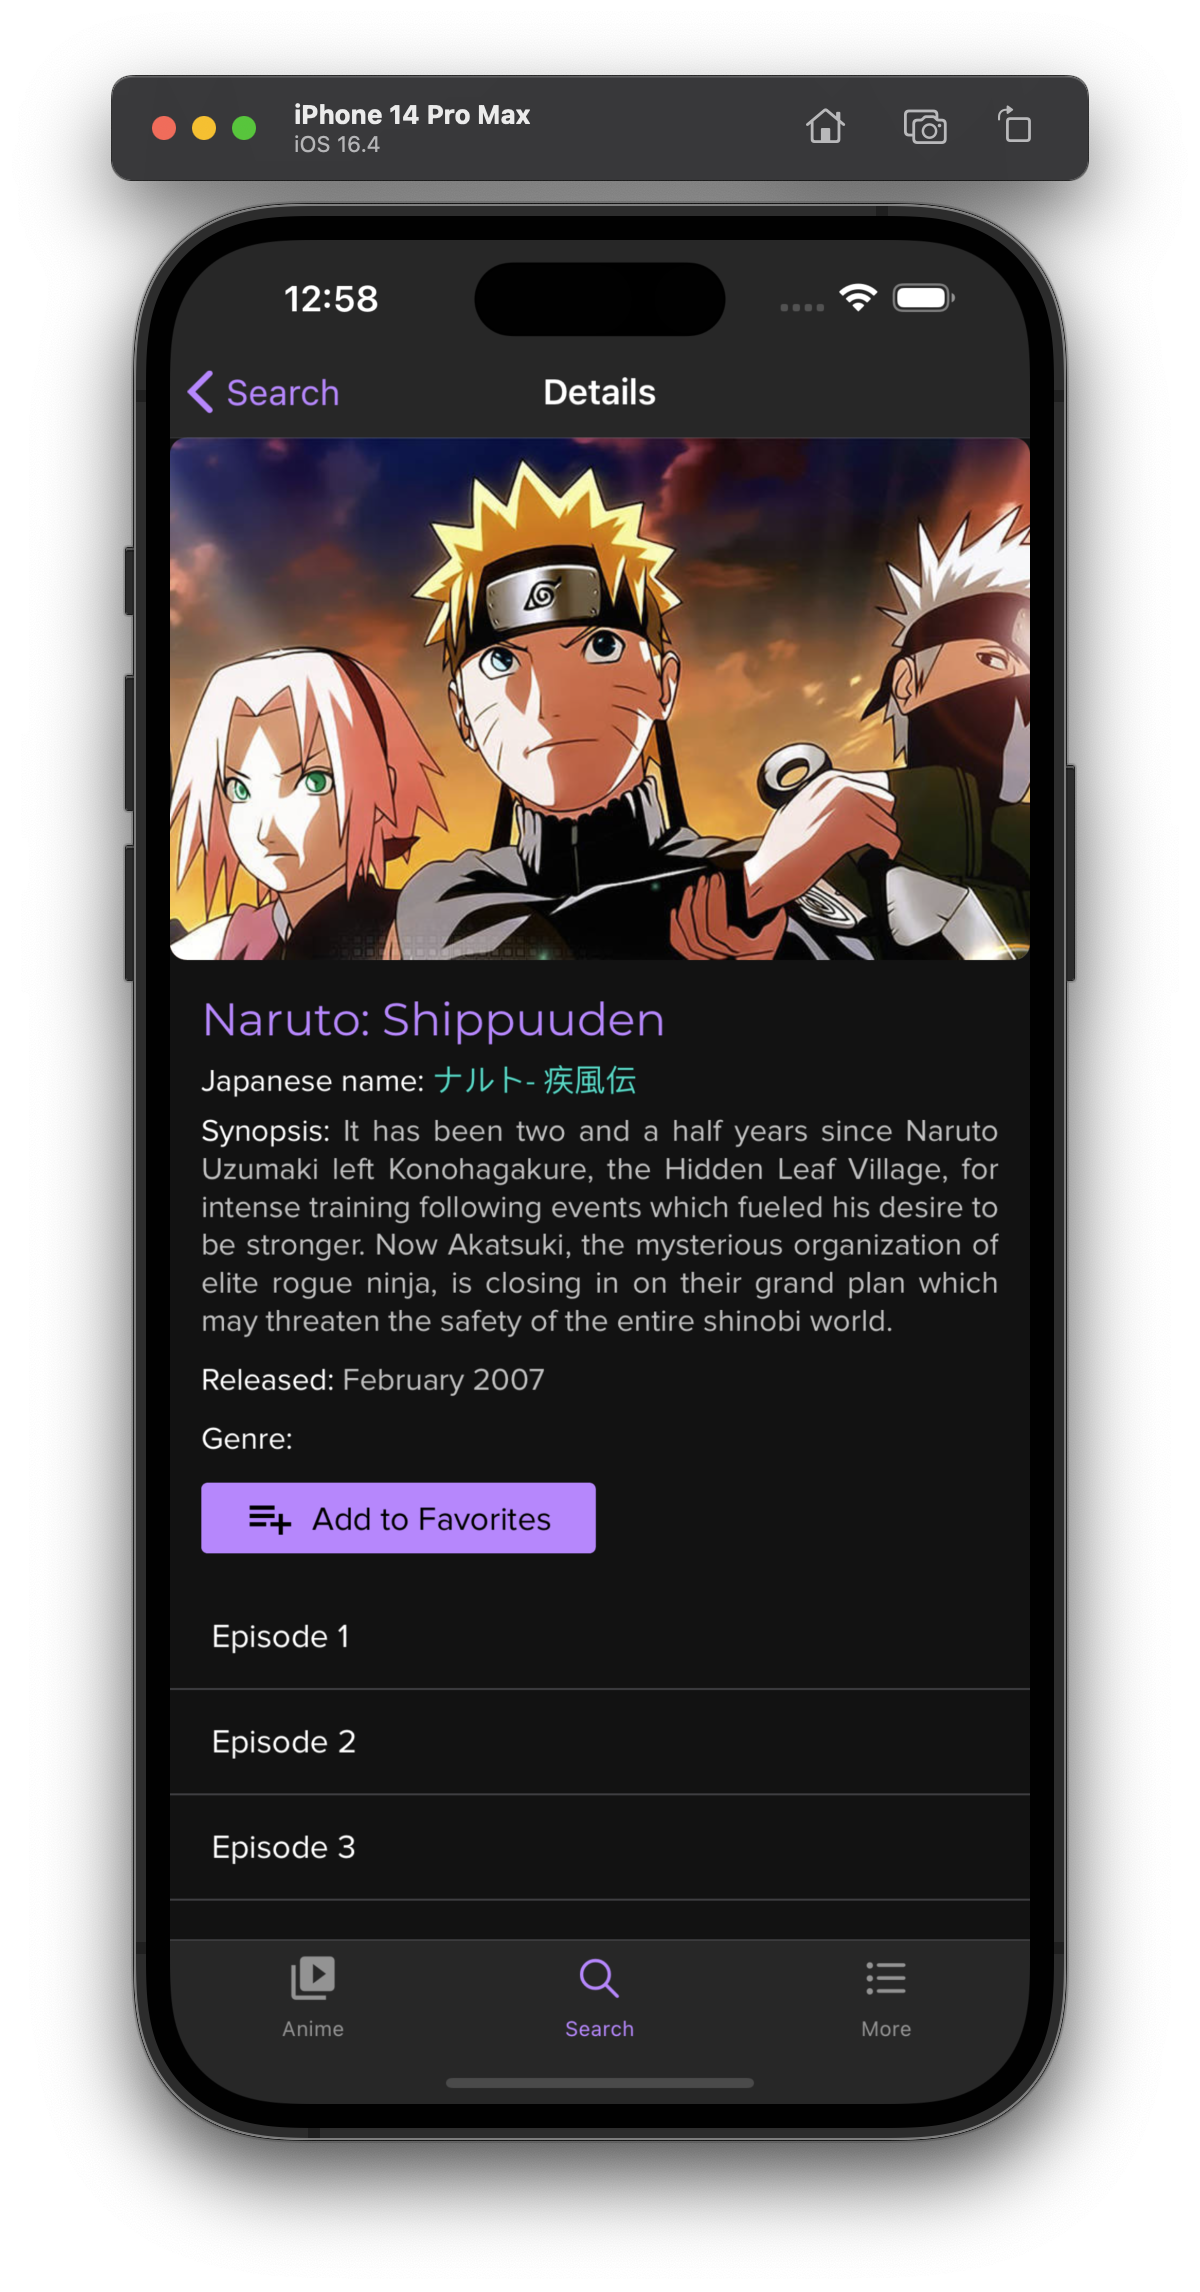 iPhone 14 Pro Max
iOS 16.4
12:58
Search
Details
Naruto: Shippuuden
Japanese name: ナルト- 疾風伝
Synopsis: It has been two and a half years since Naruto
Uzumaki left Konohagakure, the Hidden Leaf Village, for
intense training following events which fueled his desire to
be stronger. Now Akatsuki, the mysterious organization of
elite rogue ninja, is closing in on their grand plan which
may threaten the safety of the entire shinobi world.
Released: February 2007
Genre:
Add to Favorites
Episode 1
Episode 2
Episode 3
Anime
Search
More